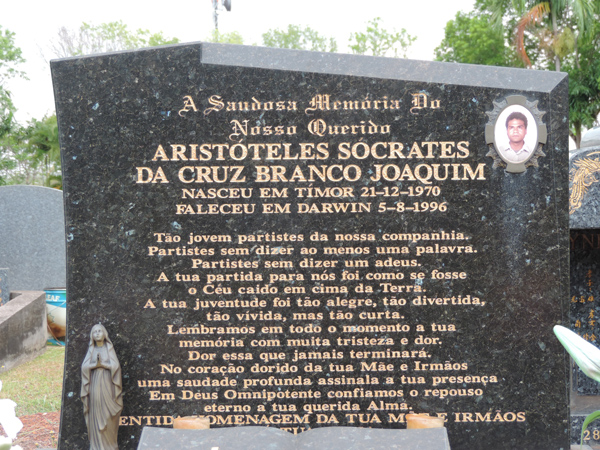 A Saudosa Memória Do
Nosso Querido
ARISTÓTELES SÓCRATES
DA CRUZ BRANCO JOAQUIM
NASCEU EM TÍMOR 21-12-1970
FALECEU EM DARWIN 5-8-1996
Tão jovem partistes da nossa companhia.
Partistes sem dizer ao menos uma palavra.
Partistes sem dizer um adeus.
A tua partida para nós foi como se fosse
o Céu caído em cima da Terra.
A tua juventude foi tão alegre, tão divertida,
tão vívida, mas tão curta.
Lembramos em todo o momento a tua
memória com muita tristeza e dor.
Dor essa que jamais terminará.
No coração dorido da tua Mãe e Irmãos
uma saudade profunda assinala a tua presença
Em Déus Omnipotente confiamos o repouso
eterno a tua querida Alma.
HOMENAGEM DA TUA MÃE E IRMÃOS
28